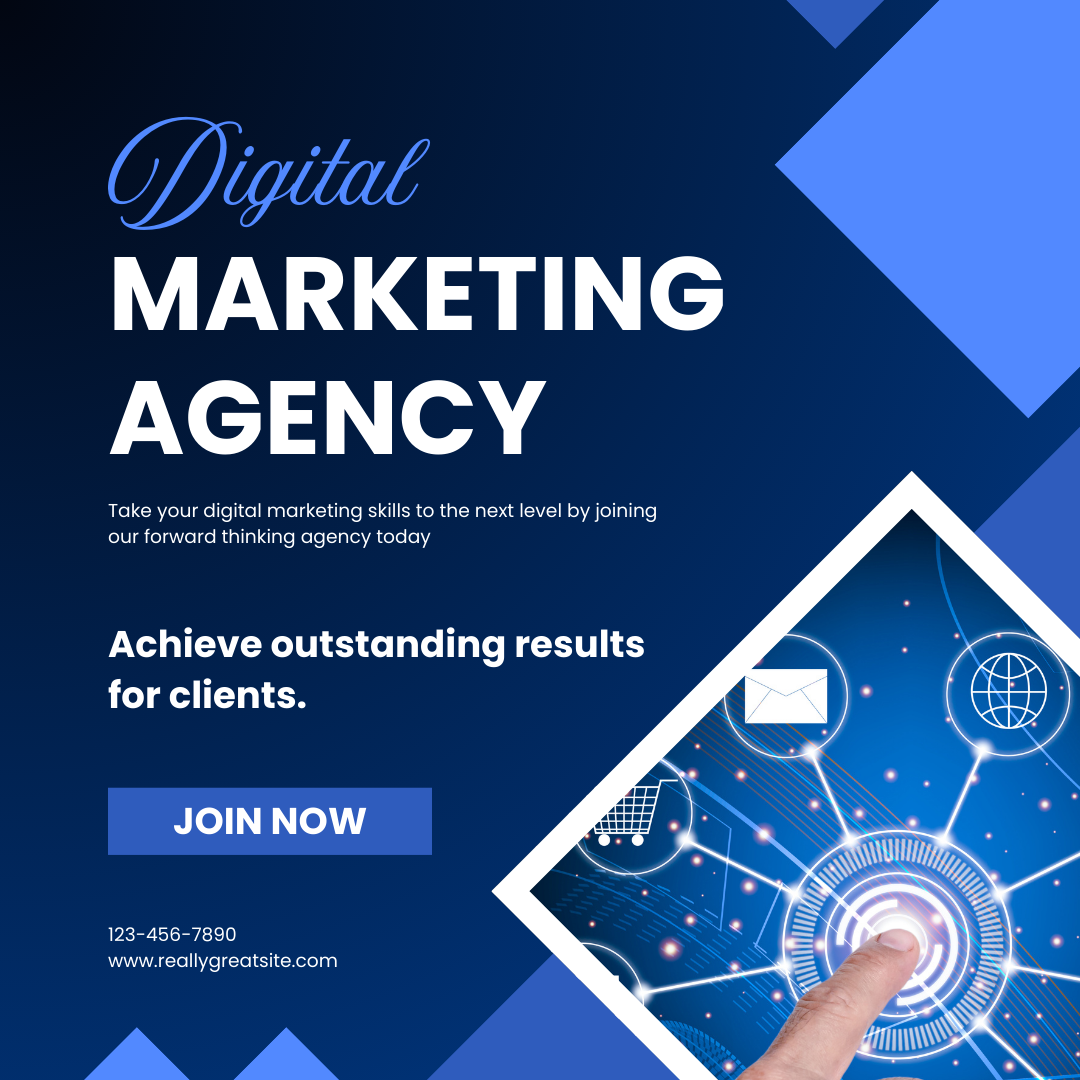 Digital
MARKETING
AGENCY
Take your digital marketing skills to the next level by joining
our forward thinking agency today
Achieve outstanding results
for clients.
JOIN NOW
123-456-7890
www.reallygreatsite.com